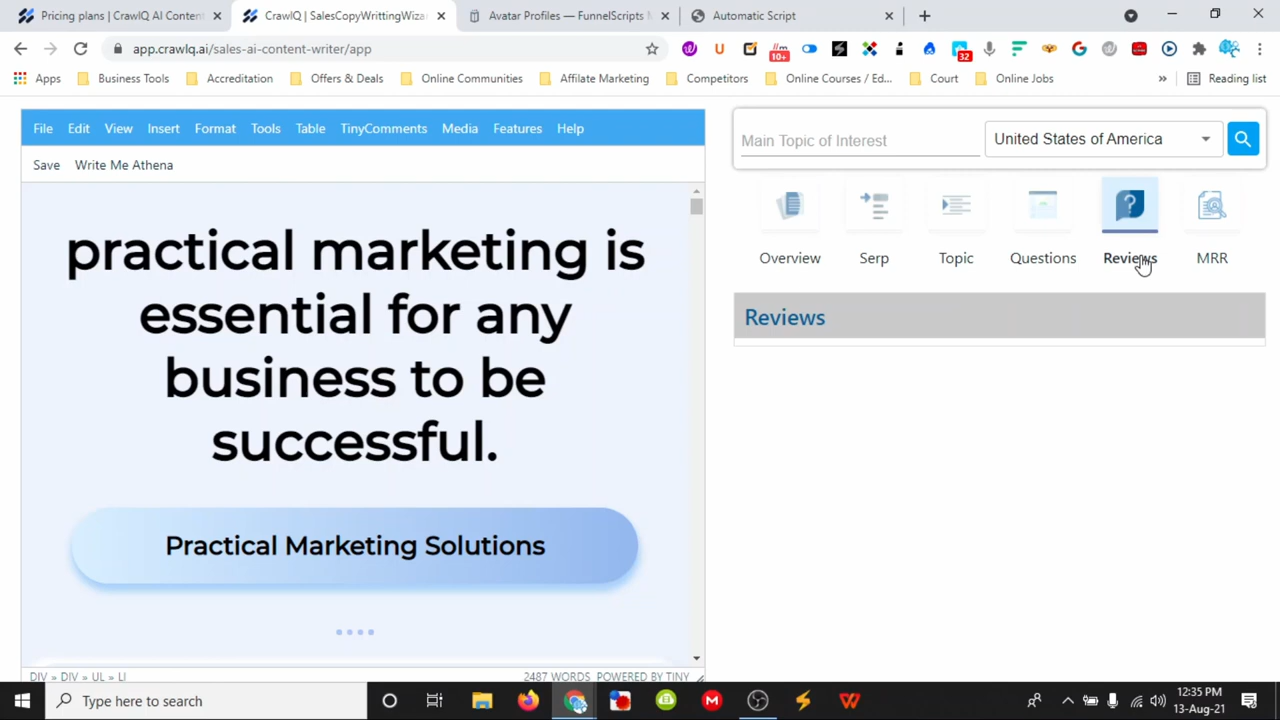 Pricing plans | CrawlQ AI Content
CrawlQ | SalesCopyWrittingWiza
Avatar Profiles — FunnelScripts M
Automatic Script
app.crawlq.ai/sales-ai-content-writer/app
10+
32
Apps
Business Tools
Accreditation
Offers & Deals
Online Communities
Affilate Marketing
Competitors
Online Courses / Ed...
Court
Online Jobs
»
Reading list
File Edit View Insert Format Tools Table TinyComments Media Features Help
Save Write Me Athena
practical marketing is
essential for any
business to be
successful.
Practical Marketing Solutions
DIV » DIV » UL » LI
2487 WORDS POWERED BY TINY
Main Topic of Interest
United States of America
Overview
Serp
Topic
Questions
Reviews
MRR
Reviews
Type here to search
12:35 PM
13-Aug-21